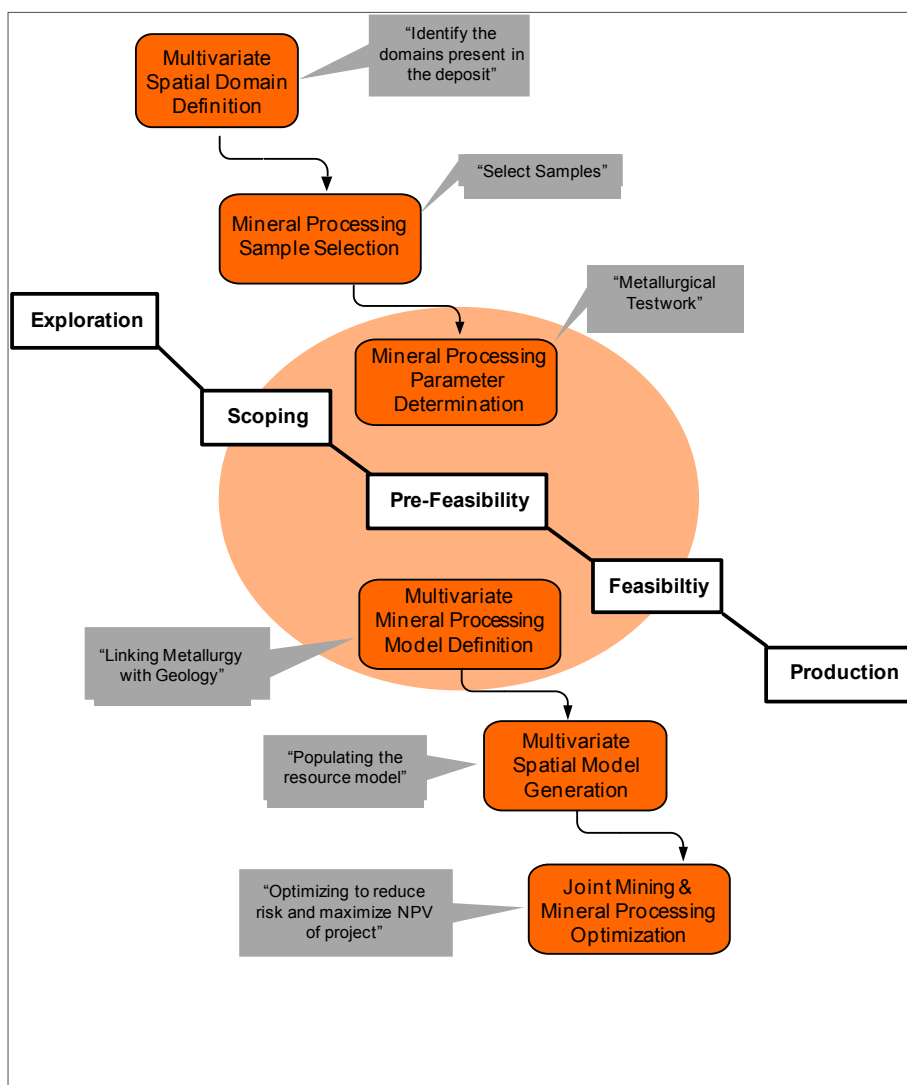 Multivariate
Spatial Domain
Definition
“Identify the
domains present in
the deposit”
Mineral Processing
Sample Selection
“Select Samples”
“Metallurgical
Testwork”
Exploration
Mineral Processing
Parameter
Determination
Scoping
Pre-Feasibility
Feasibiltiy
Multivariate
Mineral Processing
Model Definition
“Linking Metallurgy
with Geology”
Production
Multivariate
Spatial Model
Generation
“Populating the
resource model”
Joint Mining &
Mineral Processing
Optimization
“Optimizing to reduce
risk and maximize NPV
of project”